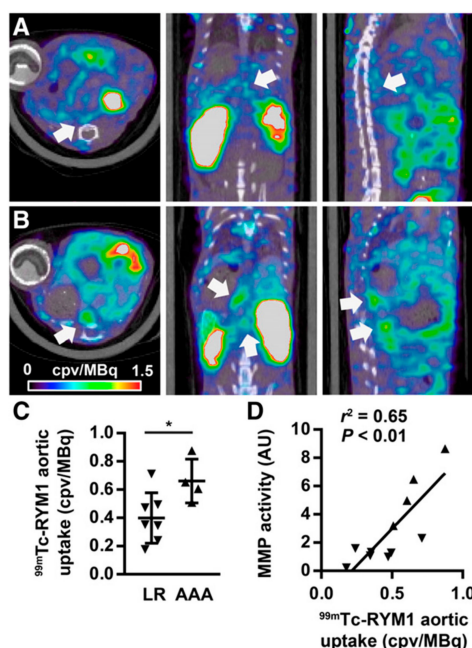 A
B
cpv/MBq
0 1.5
C
*
⁹⁹ᵐTc-RYM1 aortic
uptake (cpv/MBq)
1.0
0.8
0.6
0.4
0.2
0.0
LR AAA
D
r² = 0.65
P < 0.01
MMP activity (AU)
10
8
6
4
2
0
0.0 0.5 1.0
⁹⁹ᵐTc-RYM1 aortic
uptake (cpv/MBq)